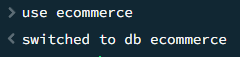 > use ecommerce
< switched to db ecommerce